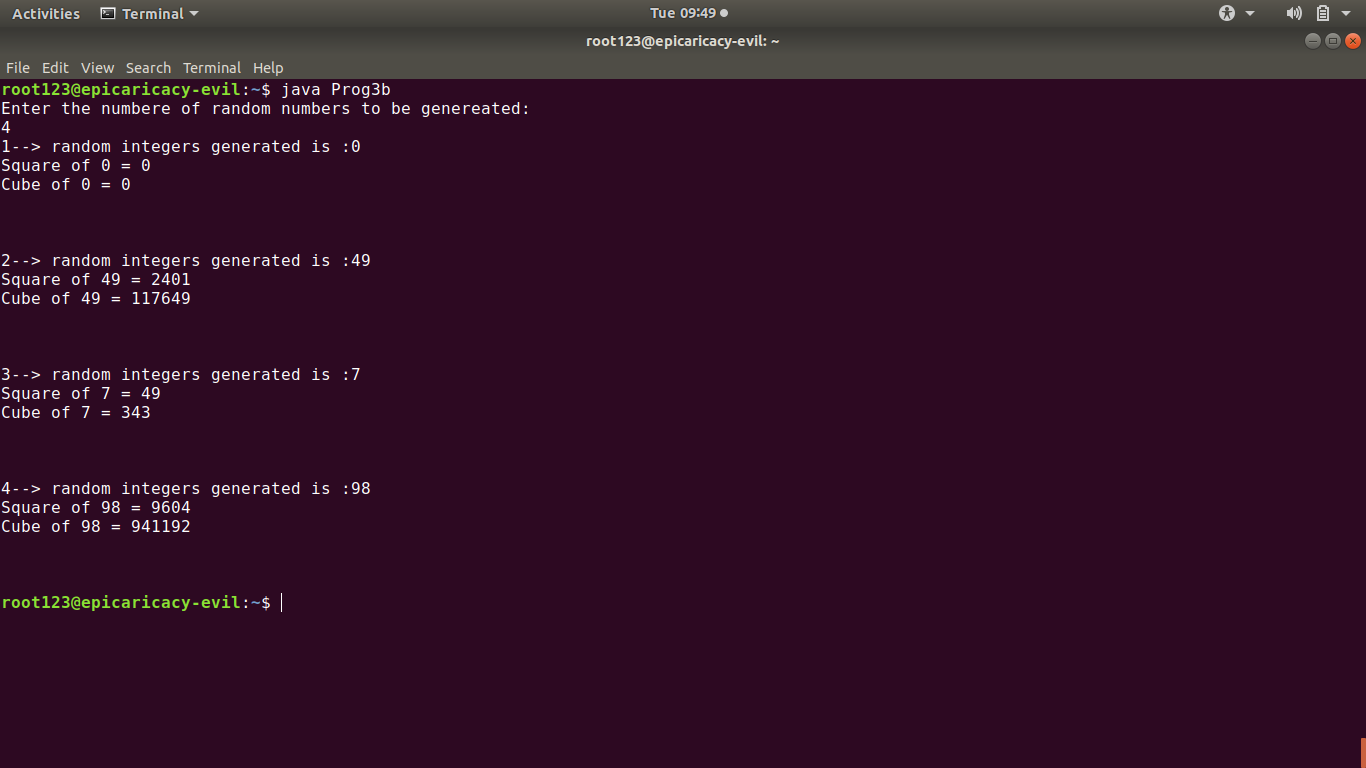 Activities Terminal Tue 09:49
root123@epicaricacy-evil: ~
File Edit View Search Terminal Help
root123@epicaricacy-evil:~$ java Prog3b
Enter the numbere of random numbers to be genereated:
4
1--> random integers generated is :0
Square of 0 = 0
Cube of 0 = 0
2--> random integers generated is :49
Square of 49 = 2401
Cube of 49 = 117649
3--> random integers generated is :7
Square of 7 = 49
Cube of 7 = 343
4--> random integers generated is :98
Square of 98 = 9604
Cube of 98 = 941192
root123@epicaricacy-evil:~$